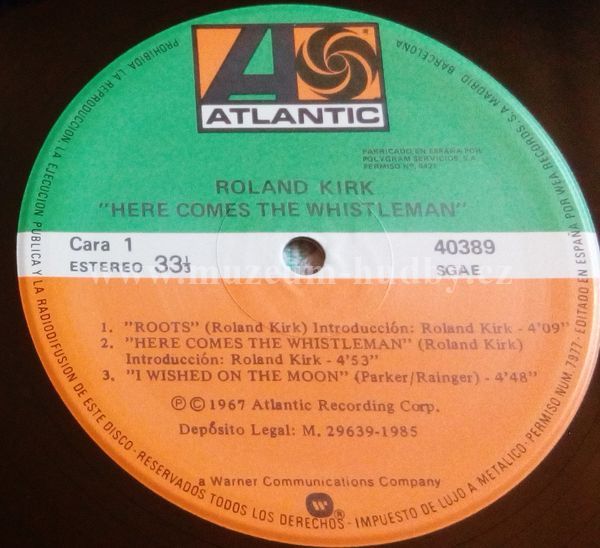 ATLANTIC
FABRICADO EN ESPAÑA POR
POLYGRAM SERVICIOS, S.A.
PERMISO Nº. 8421
ROLAND KIRK
"HERE COMES THE WHISTLEMAN"
Cara 1
ESTEREO 33⅓
40389
SGAE
www.muzeum-hudby.cz
1. "ROOTS" (Roland Kirk) Introducción: Roland Kirk - 4'09"
2. "HERE COMES THE WHISTLEMAN" (Roland Kirk)
Introducción: Roland Kirk - 4'53"
3. "I WISHED ON THE MOON" (Parker/Rainger) - 4'48"
Ⓟ © 1967 Atlantic Recording Corp.
Depósito Legal: M. 29639-1985
a Warner Communications Company
W ®
PROHIBIDA LA REPRODUCCION, LA EJECUCION PUBLICA Y LA RADIODIFUSION DE ESTE DISCO - RESERVADOS TODOS LOS DERECHOS - IMPUESTO DE LUJO A METALICO - PERMISO NUM. 7977 - EDITADO EN ESPAÑA POR WEA RECORDS, S.A. MADRID BARCELONA